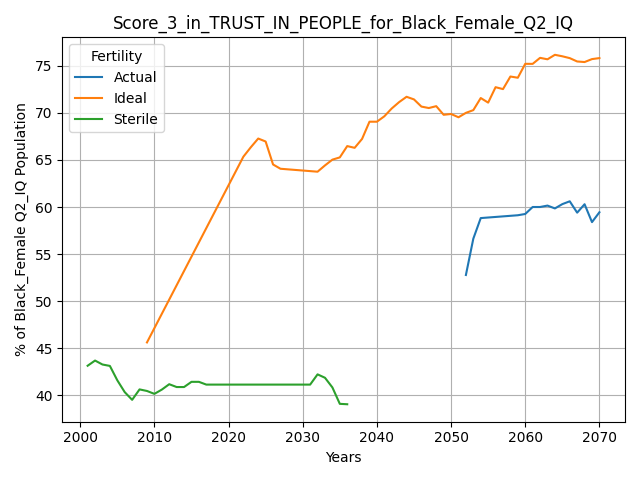 Score_3_in_TRUST_IN_PEOPLE_for_Black_Female_Q2_IQ
Fertility
Actual
Ideal
Sterile
% of Black_Female Q2_IQ Population
75
70
65
60
55
50
45
40
2000 2010 2020 2030 2040 2050 2060 2070
Years